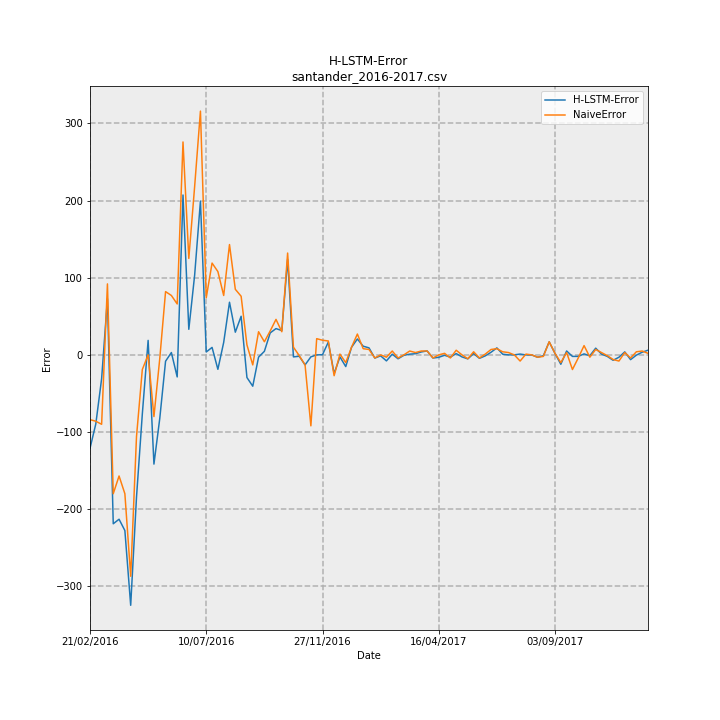 H-LSTM-Error
santander_2016-2017.csv
H-LSTM-Error
NaiveError
300
200
100
0
−100
−200
−300
Error
21/02/2016
10/07/2016
27/11/2016
16/04/2017
03/09/2017
Date